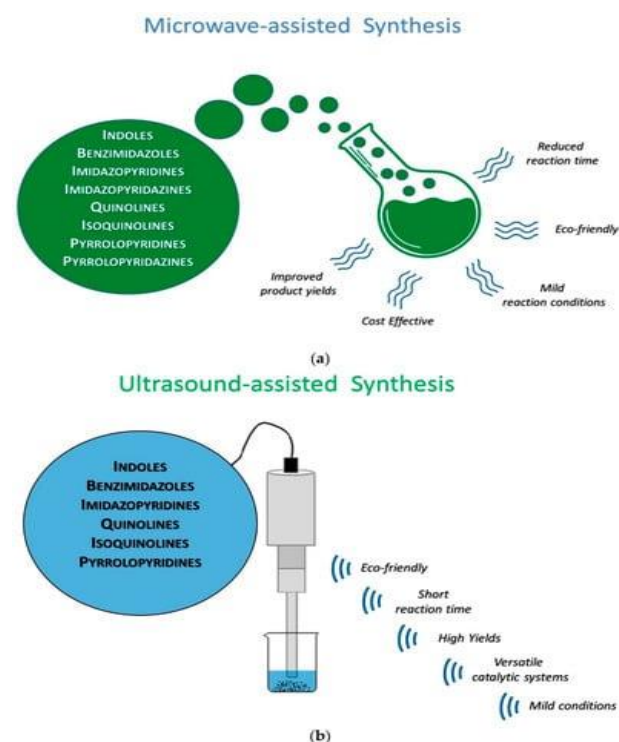 Microwave-assisted Synthesis
INDOLES
BENZIMIDAZOLES
IMIDAZOPYRIDINES
IMIDAZOPYRIDAZINES
QUINOLINES
ISOQUINOLINES
PYRROLOPYRIDINES
PYRROLOPYRIDAZINES
Reduced
reaction time
Eco-friendly
Mild
reaction conditions
Cost Effective
Improved
product yields
(a)
Ultrasound-assisted Synthesis
INDOLES
BENZIMIDAZOLES
IMIDAZOPYRIDINES
QUINOLINES
ISOQUINOLINES
PYRROLOPYRIDINES
Eco-friendly
Short
reaction time
High Yields
Versatile
catalytic systems
Mild conditions
(b)